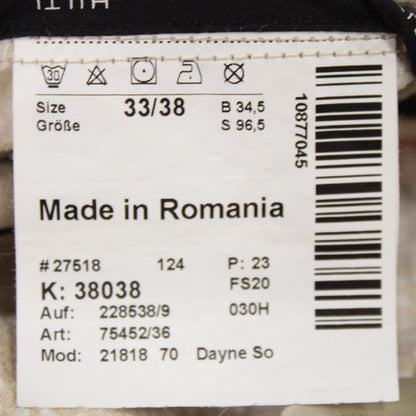 30
Size 33/38 B 34,5
Größe S 96,5
10877045
Made in Romania
# 27518 124 P: 23
K: 38038 FS20
Auf: 228538/9 030H
Art: 75452/36
Mod: 21818 70 Dayne So